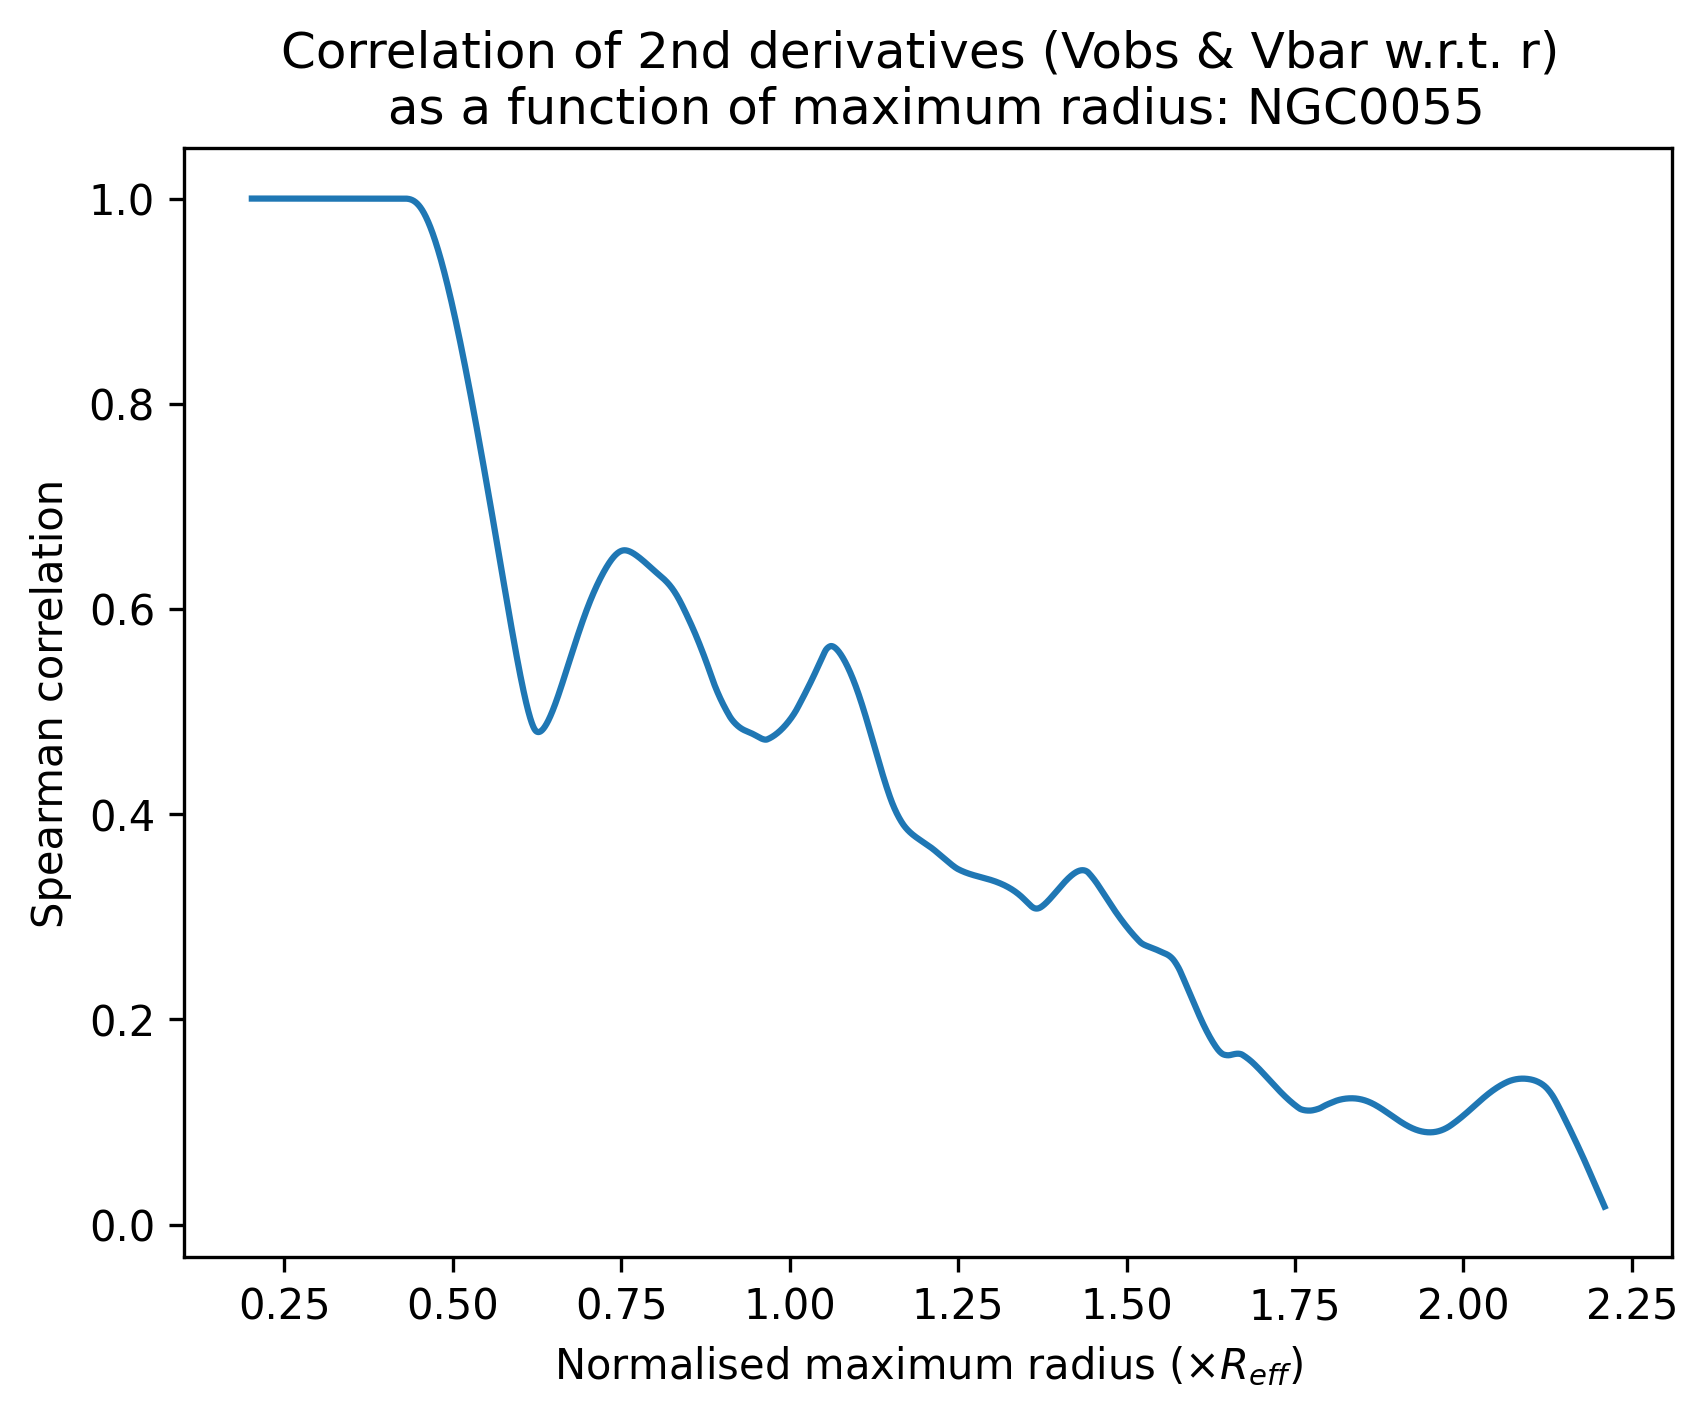 Correlation of 2nd derivatives (Vobs & Vbar w.r.t. r)
as a function of maximum radius: NGC0055
1.0
0.8
0.6
0.4
0.2
0.0
Spearman correlation
0.25 0.50 0.75 1.00 1.25 1.50 1.75 2.00 2.25
Normalised maximum radius (×R_eff)